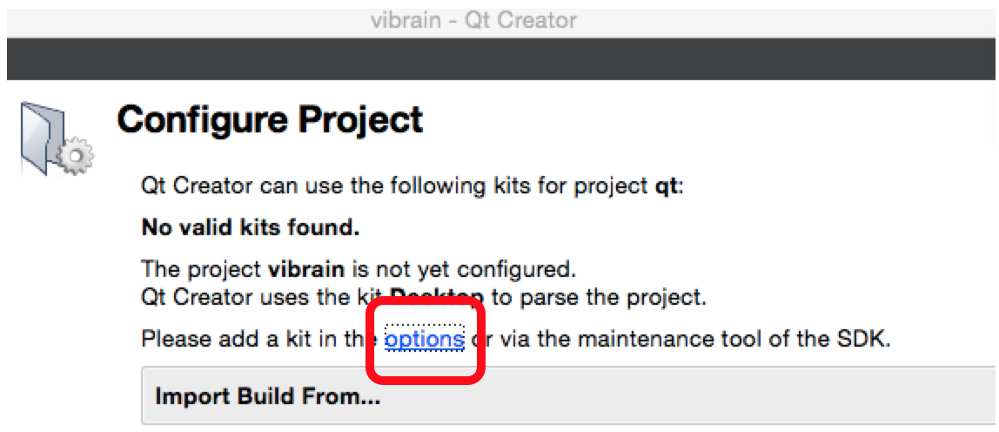 vibrain - Qt Creator
Configure Project
Qt Creator can use the following kits for project qt:
No valid kits found.
The project vibrain is not yet configured.
Qt Creator uses the kit Desktop to parse the project.
Please add a kit in the options or via the maintenance tool of the SDK.
Import Build From...